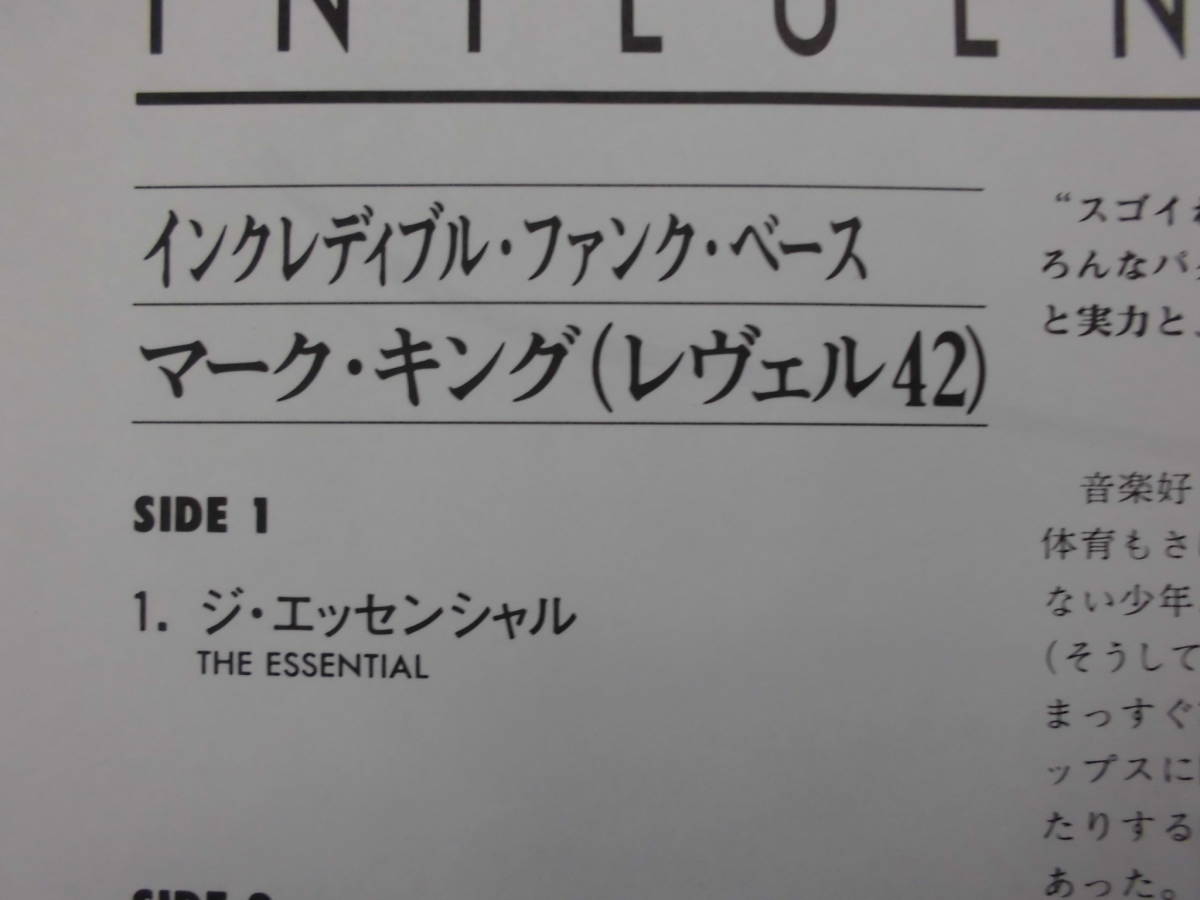 INFLUEN
インクレディブル・ファンク・ベース
マーク・キング(レヴェル42)
SIDE 1
1. ジ・エッセンシャル
THE ESSENTIAL
“スゴイ
ろんなパ
と実力と
音楽好
体育もさ
ない少年
(そうして
まっすぐ
ップスに
たりする
あった。